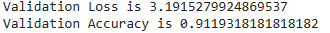 Validation Loss is 3.1915279924869537
Validation Accuracy is 0.9119318181818182